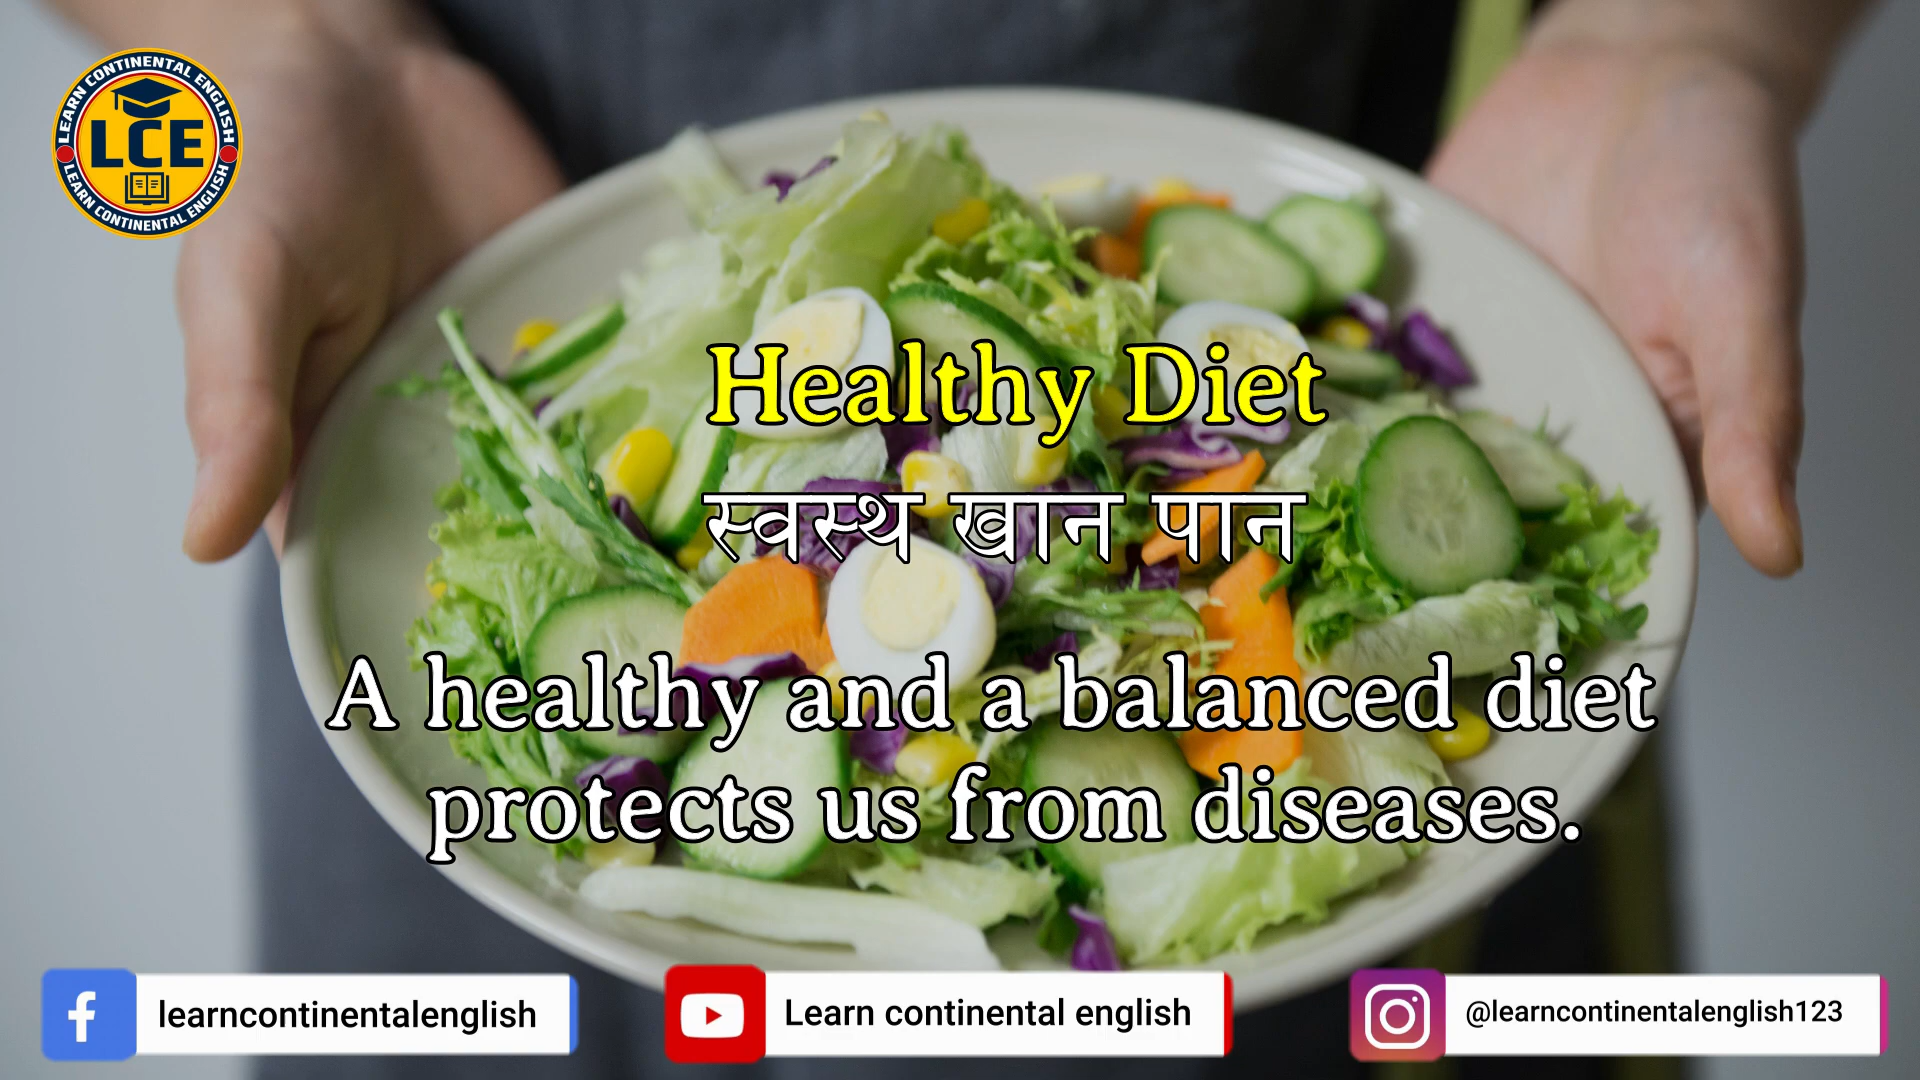 LEARN CONTINENTAL ENGLISH
LCE
LEARN CONTINENTAL ENGLISH
Healthy Diet
स्वस्थ खान पान
A healthy and a balanced diet
protects us from diseases.
learncontinentalenglish
Learn continental english
@learncontinentalenglish123